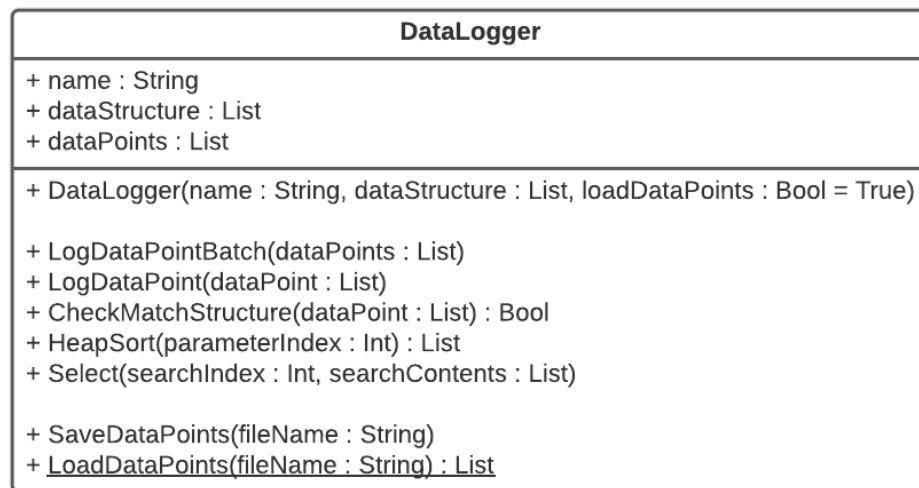 DataLogger
+ name : String
+ dataStructure : List
+ dataPoints : List
+ DataLogger(name : String, dataStructure : List, loadDataPoints : Bool = True)
+ LogDataPointBatch(dataPoints : List)
+ LogDataPoint(dataPoint : List)
+ CheckMatchStructure(dataPoint : List) : Bool
+ HeapSort(parameterIndex : Int) : List
+ Select(searchIndex : Int, searchContents : List)
+ SaveDataPoints(fileName : String)
+ LoadDataPoints(fileName : String) : List